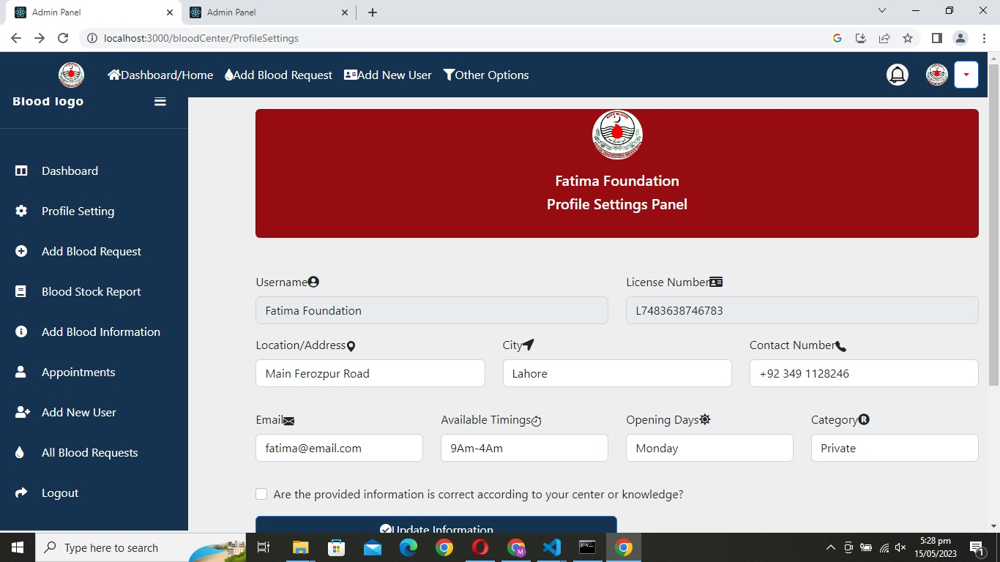 Admin Panel
Admin Panel
localhost:3000/bloodCenter/ProfileSettings
Dashboard/Home Add Blood Request Add New User Other Options
Blood logo
Dashboard
Profile Setting
Add Blood Request
Blood Stock Report
Add Blood Information
Appointments
Add New User
All Blood Requests
Logout
Fatima Foundation
Profile Settings Panel
Username
License Number
Fatima Foundation
L7483638746783
Location/Address
City
Contact Number
Main Ferozpur Road
Lahore
+92 349 1128246
Email
Available Timings
Opening Days
Category
fatima@email.com
9Am-4Am
Monday
Private
Are the provided information is correct according to your center or knowledge?
Update Information
Type here to search
5:28 pm
15/05/2023
1